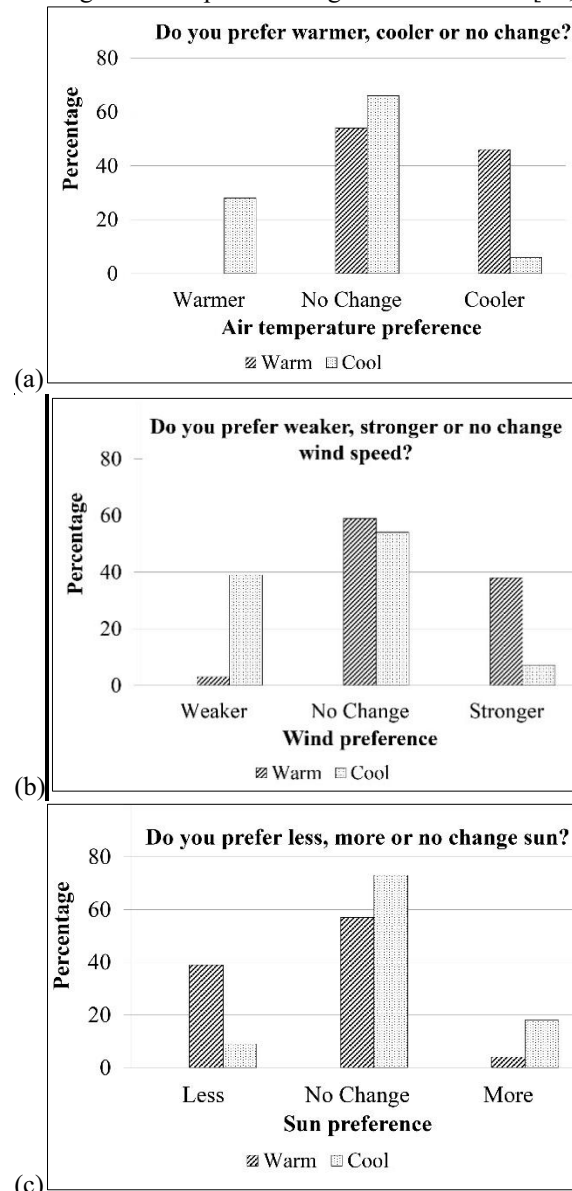 Do you prefer warmer, cooler or no change?
80
60
40
20
0
Percentage
Warmer No Change Cooler
Air temperature preference
Warm Cool
(a)
Do you prefer weaker, stronger or no change
wind speed?
80
60
40
20
0
Percentage
Weaker No Change Stronger
Wind preference
Warm Cool
(b)
Do you prefer less, more or no change sun?
80
60
40
20
0
Percentage
Less No Change More
Sun preference
Warm Cool
(c)